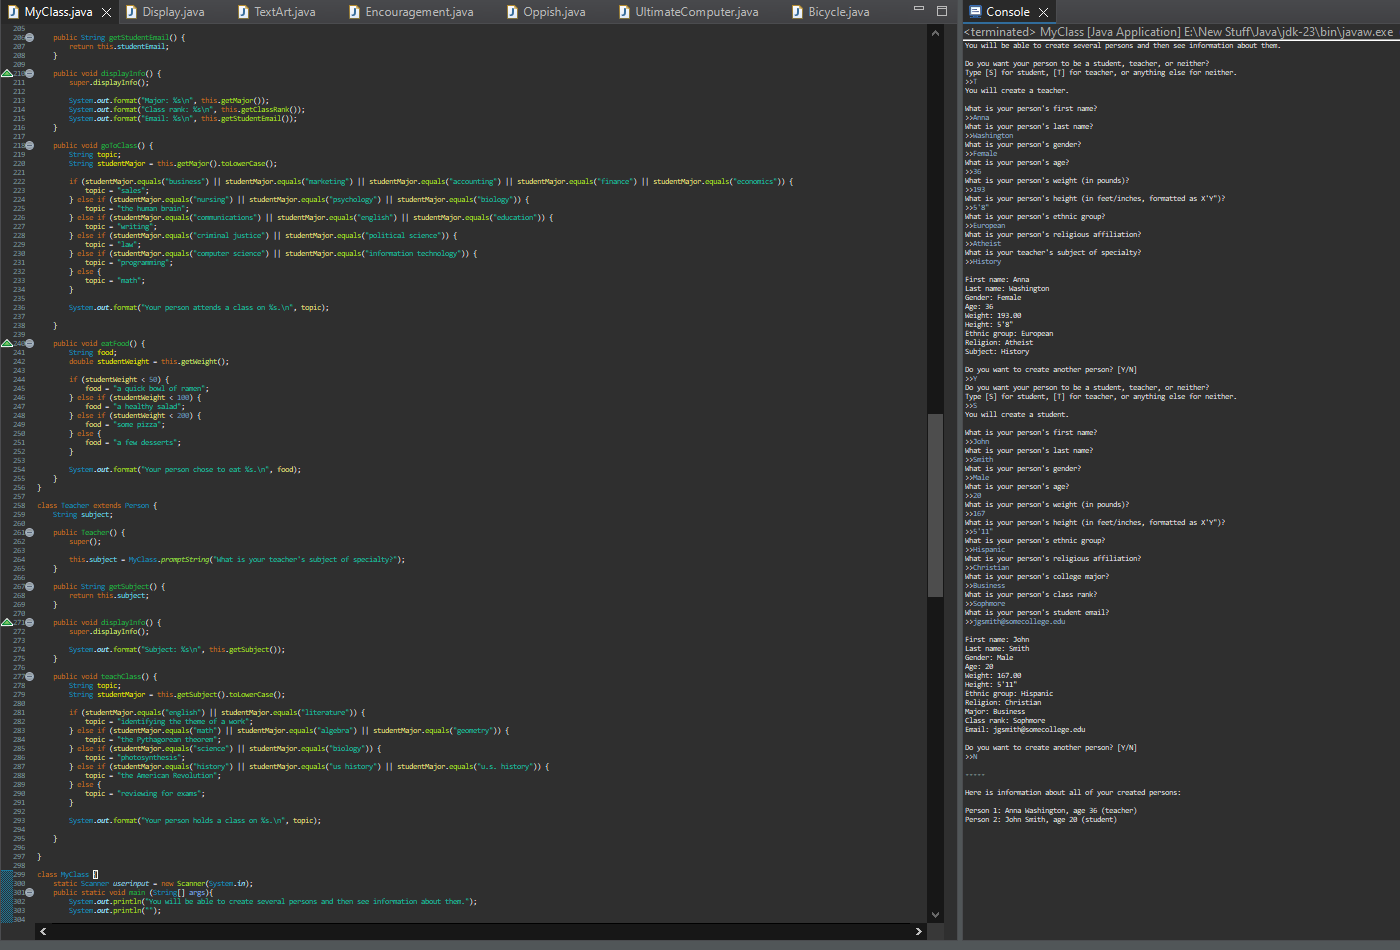 MyClass.java
Display.java
TextArt.java
Encouragement.java
Oppish.java
UltimateComputer.java
Bicycle.java
205
206 public String getStudentEmail() {
207 return this.studentEmail;
208 }
209
210 public void displayInfo() {
211 super.displayInfo();
212
213 System.out.format("Major: %s\n", this.getMajor());
214 System.out.format("Class rank: %s\n", this.getClassRank());
215 System.out.format("Email: %s\n", this.getStudentEmail());
216 }
217
218 public void goToClass() {
219 String topic;
220 String studentMajor = this.getMajor().toLowerCase();
221
222 if (studentMajor.equals("business") || studentMajor.equals("marketing") || studentMajor.equals("accounting") || studentMajor.equals("finance") || studentMajor.equals("economics")) {
223 topic = "sales";
224 } else if (studentMajor.equals("nursing") || studentMajor.equals("psychology") || studentMajor.equals("biology")) {
225 topic = "the human brain";
226 } else if (studentMajor.equals("communications") || studentMajor.equals("english") || studentMajor.equals("education")) {
227 topic = "writing";
228 } else if (studentMajor.equals("criminal justice") || studentMajor.equals("political science")) {
229 topic = "law";
230 } else if (studentMajor.equals("computer science") || studentMajor.equals("information technology")) {
231 topic = "programming";
232 } else {
233 topic = "math";
234 }
235
236 System.out.format("Your person attends a class on %s.\n", topic);
237
238 }
239
240 public void eatFood() {
241 String food;
242 double studentWeight = this.getWeight();
243
244 if (studentWeight < 50) {
245 food = "a quick bowl of ramen";
246 } else if (studentWeight < 100) {
247 food = "a healthy salad";
248 } else if (studentWeight < 200) {
249 food = "some pizza";
250 } else {
251 food = "a few desserts";
252 }
253
254 System.out.format("Your person chose to eat %s.\n", food);
255 }
256 }
257
258 class Teacher extends Person {
259 String subject;
260
261 public Teacher() {
262 super();
263
264 this.subject = MyClass.promptString("What is your teacher's subject of specialty?");
265 }
266
267 public String getSubject() {
268 return this.subject;
269 }
270
271 public void displayInfo() {
272 super.displayInfo();
273
274 System.out.format("Subject: %s\n", this.getSubject());
275 }
276
277 public void teachClass() {
278 String topic;
279 String studentMajor = this.getSubject().toLowerCase();
280
281 if (studentMajor.equals("english") || studentMajor.equals("literature")) {
282 topic = "identifying the theme of a work";
283 } else if (studentMajor.equals("math") || studentMajor.equals("algebra") || studentMajor.equals("geometry")) {
284 topic = "the Pythagorean theorem";
285 } else if (studentMajor.equals("science") || studentMajor.equals("biology")) {
286 topic = "photosynthesis";
287 } else if (studentMajor.equals("history") || studentMajor.equals("us history") || studentMajor.equals("u.s. history")) {
288 topic = "the American Revolution";
289 } else {
290 topic = "reviewing for exams";
291 }
292
293 System.out.format("Your person holds a class on %s.\n", topic);
294
295 }
296
297 }
298
299 class MyClass {
300 static Scanner userinput = new Scanner(System.in);
301 public static void main (String[] args){
302 System.out.println("You will be able to create several persons and then see information about them.");
303 System.out.println("");
304
Console
<terminated> MyClass [Java Application] E:\New Stuff\Java\jdk-23\bin\javaw.exe
You will be able to create several persons and then see information about them.
Do you want your person to be a student, teacher, or neither?
Type [S] for student, [T] for teacher, or anything else for neither.
>>T
You will create a teacher.
What is your person's first name?
>>Anna
What is your person's last name?
>>Washington
What is your person's gender?
>>Female
What is your person's age?
>>36
What is your person's weight (in pounds)?
>>193
What is your person's height (in feet/inches, formatted as X'Y")?
>>5'8"
What is your person's ethnic group?
>>European
What is your person's religious affiliation?
>>Atheist
What is your teacher's subject of specialty?
>>History
First name: Anna
Last name: Washington
Gender: Female
Age: 36
Weight: 193.00
Height: 5'8"
Ethnic group: European
Religion: Atheist
Subject: History
Do you want to create another person? [Y/N]
>>Y
Do you want your person to be a student, teacher, or neither?
Type [S] for student, [T] for teacher, or anything else for neither.
>>S
You will create a student.
What is your person's first name?
>>John
What is your person's last name?
>>Smith
What is your person's gender?
>>Male
What is your person's age?
>>20
What is your person's weight (in pounds)?
>>167
What is your person's height (in feet/inches, formatted as X'Y")?
>>5'11"
What is your person's ethnic group?
>>Hispanic
What is your person's religious affiliation?
>>Christian
What is your person's college major?
>>Business
What is your person's class rank?
>>Sophmore
What is your person's student email?
>>jgsmith@somecollege.edu
First name: John
Last name: Smith
Gender: Male
Age: 20
Weight: 167.00
Height: 5'11"
Ethnic group: Hispanic
Religion: Christian
Major: Business
Class rank: Sophmore
Email: jgsmith@somecollege.edu
Do you want to create another person? [Y/N]
>>N
-----
Here is information about all of your created persons:
Person 1: Anna Washington, age 36 (teacher)
Person 2: John Smith, age 20 (student)